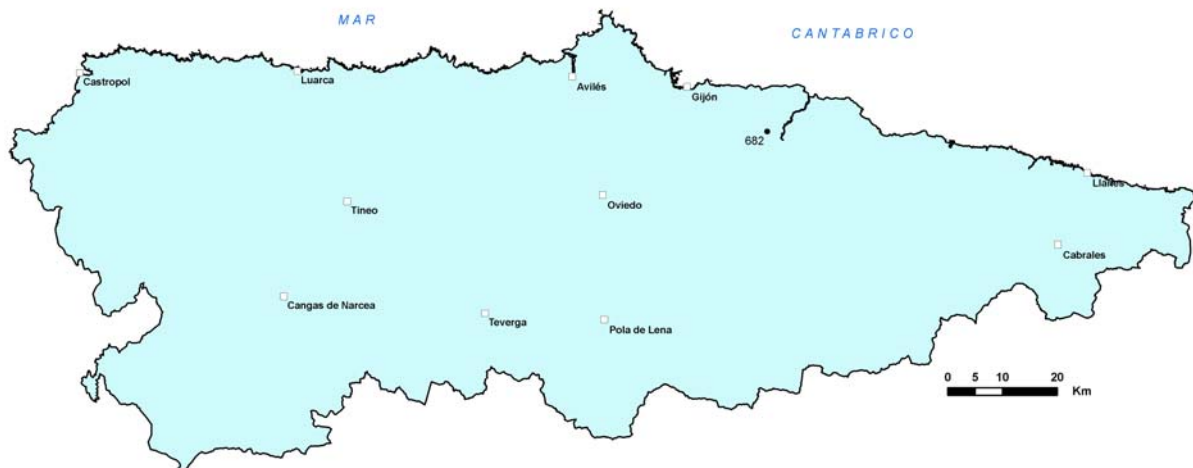 MAR
CANTABRICO
Castropol
Luarca
Avilés
Gijón
682
Llanes
Tineo
Oviedo
Cabrales
Cangas de Narcea
Teverga
Pola de Lena
0 5 10 20
Km